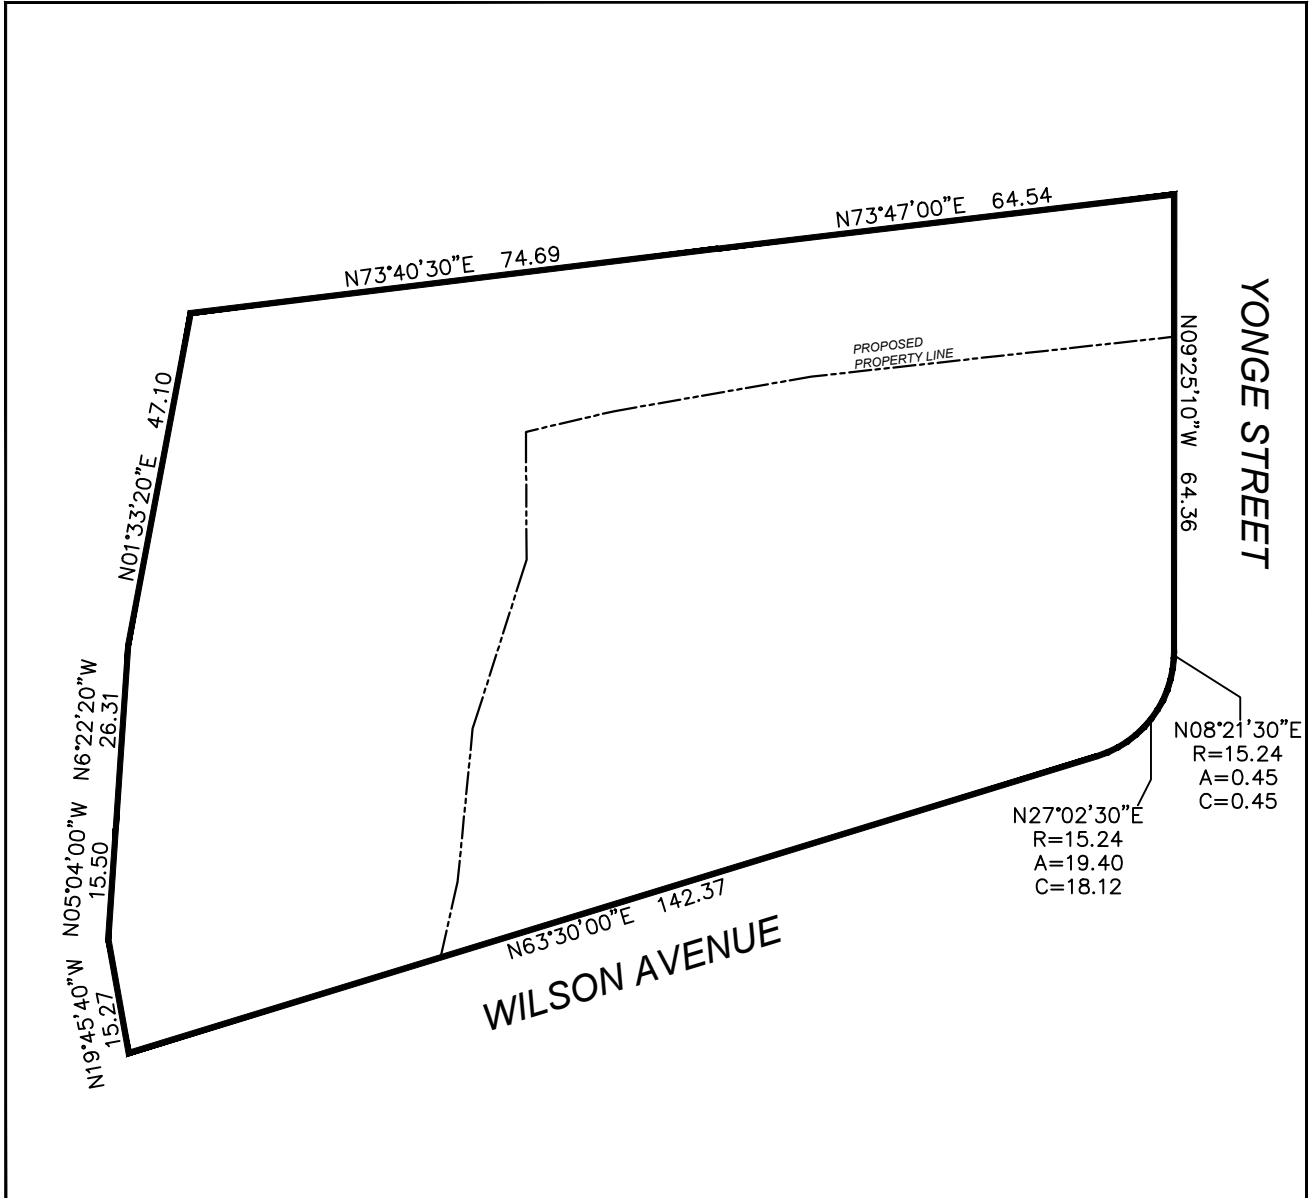 N73°47'00"E 64.54
N73°40'30"E 74.69
YONGE STREET
N09°25'10"W 64.36
PROPOSED
PROPERTY LINE
N01°33'20"E 47.10
N6°22'20"W
26.31
N08°21'30"E
R=15.24
A=0.45
C=0.45
N05°04'00"W
15.50
N27°02'30"E
R=15.24
A=19.40
C=18.12
N63°30'00"E 142.37
WILSON AVENUE
N19°45'40"W
15.27